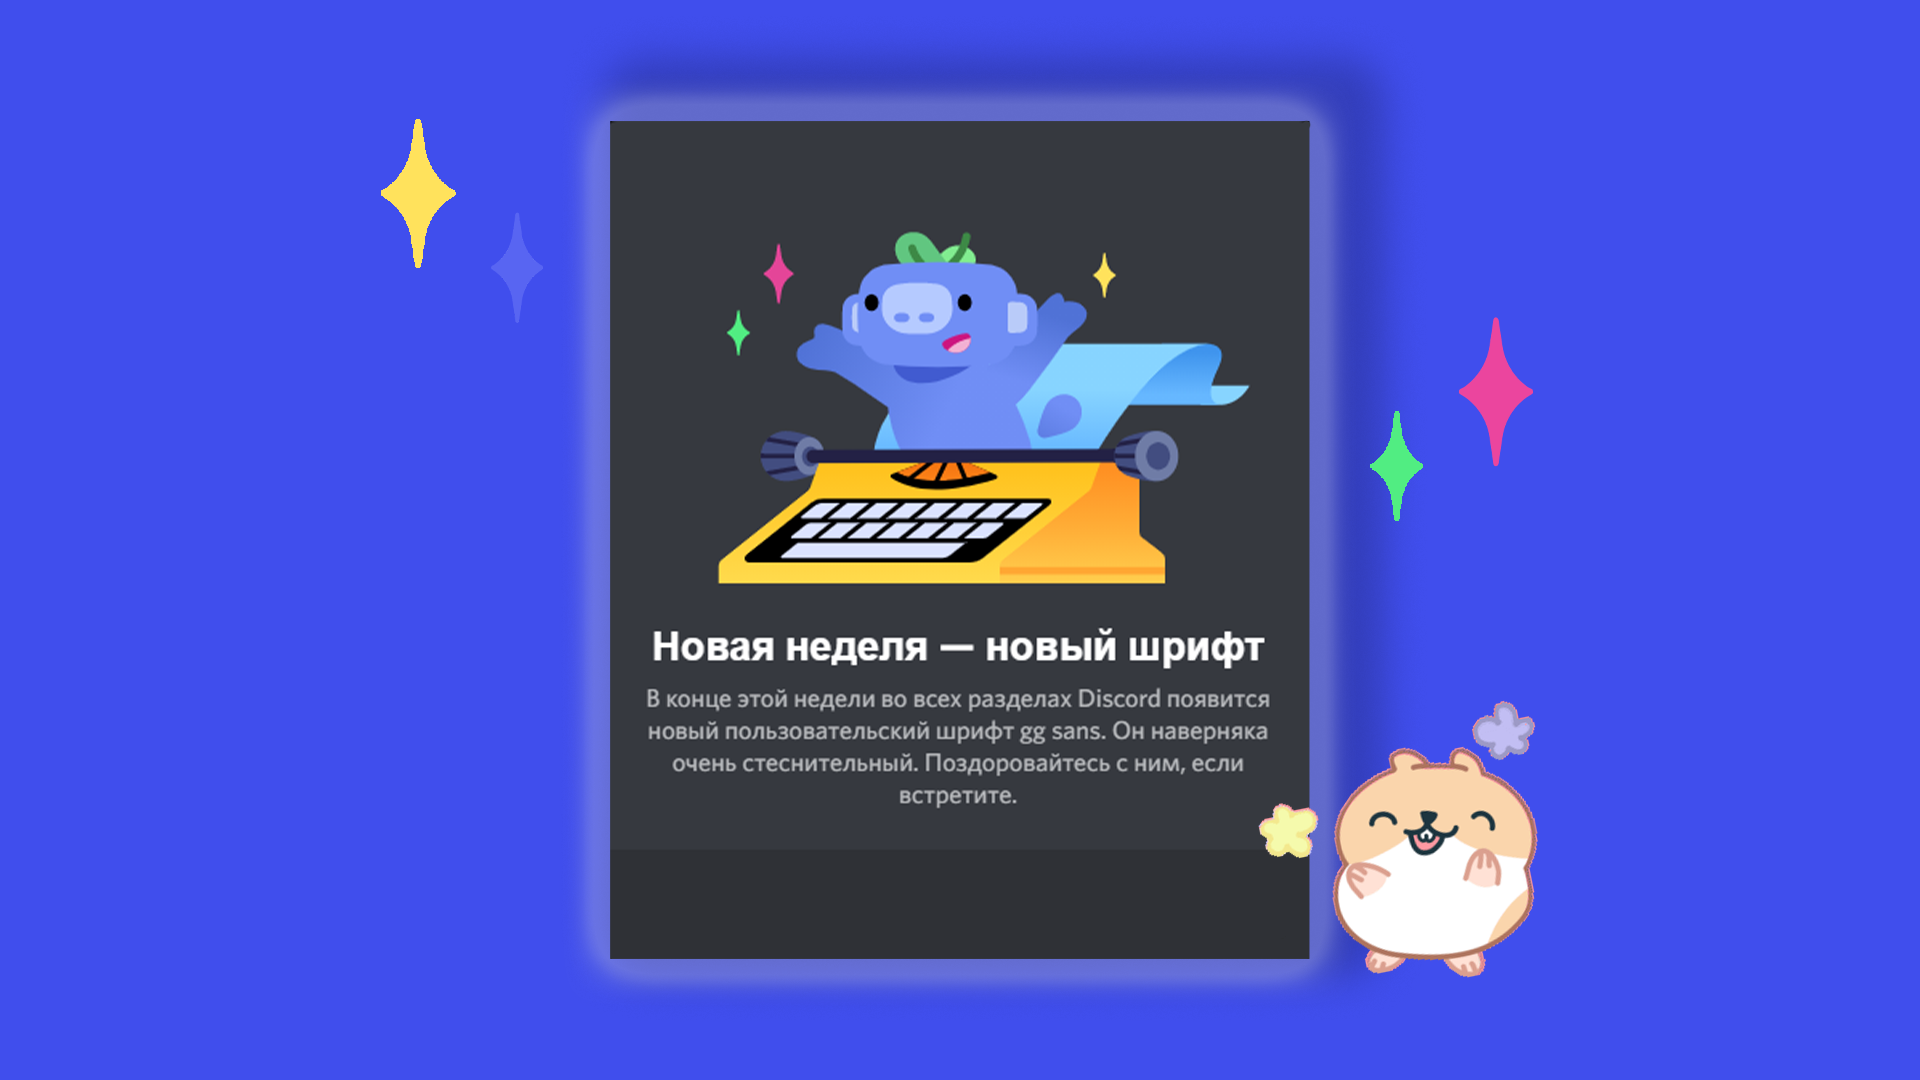 Новая неделя — новый шрифт
В конце этой недели во всех разделах Discord появится
новый пользовательский шрифт gg sans. Он наверняка
очень стеснительный. Поздоровайтесь с ним, если
встретите.